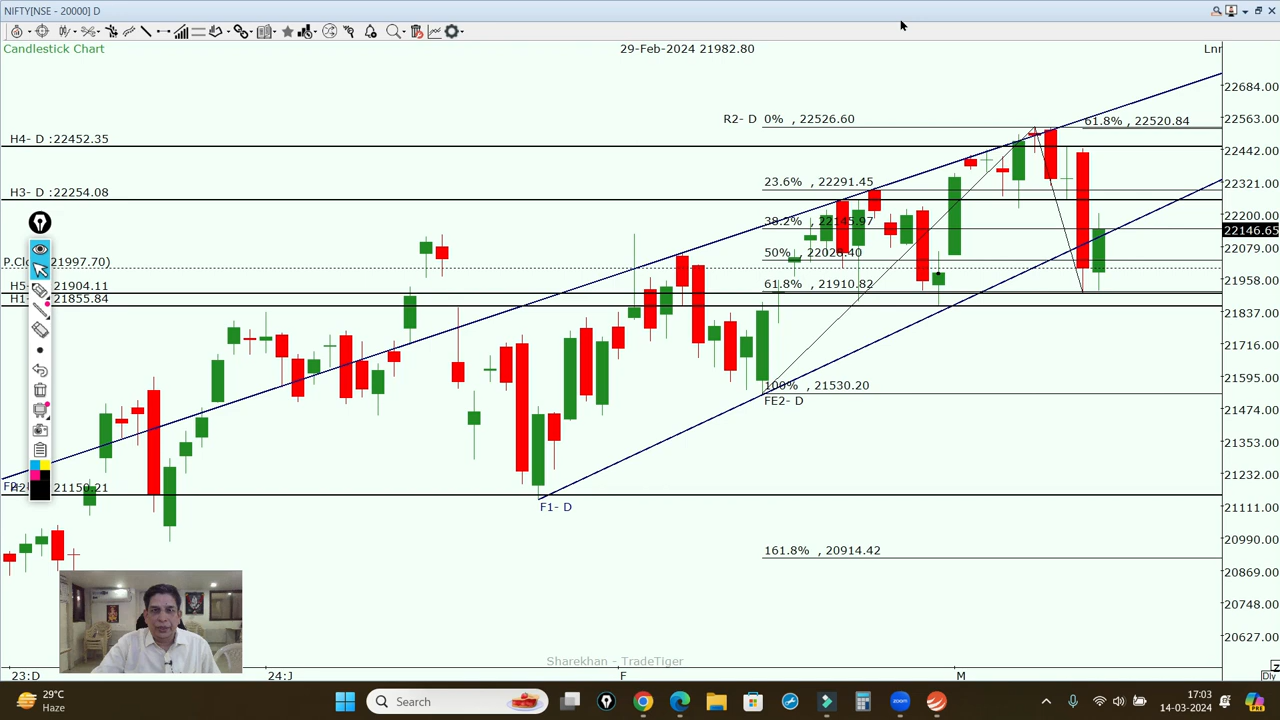 NIFTY[NSE - 20000] D
Candlestick Chart
29-Feb-2024 21982.80
Lnr
R2- D 0% , 22526.60
61.8% , 22520.84
H4- D :22452.35
23.6% , 22291.45
H3- D :22254.08
38.2% , 22145.97
50% , 22028.40
P.Clo
21997.70)
61.8% , 21910.82
H5-
21904.11
H1-
21855.84
100% , 21530.20
FE2- D
21150.21
F1- D
161.8% , 20914.42
22684.00
22563.00
22442.00
22321.00
22200.00
22146.65
22079.00
21958.00
21837.00
21716.00
21595.00
21474.00
21353.00
21232.00
21111.00
20990.00
20869.00
20748.00
20627.00
Sharekhan - TradeTiger
23:D
24:J
F
M
Dly
29°C
Haze
Search
zoom
17:03
14-03-2024